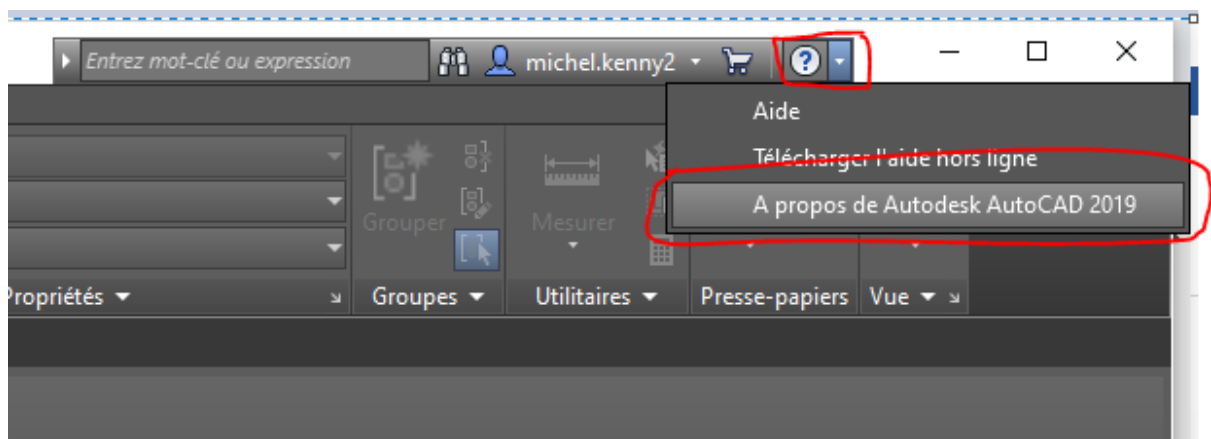 Entrez mot-clé ou expression
michel.kenny2
?
Aide
Télécharger l'aide hors ligne
A propos de Autodesk AutoCAD 2019
Grouper
Mesurer
Propriétés
Groupes
Utilitaires
Presse-papiers
Vue